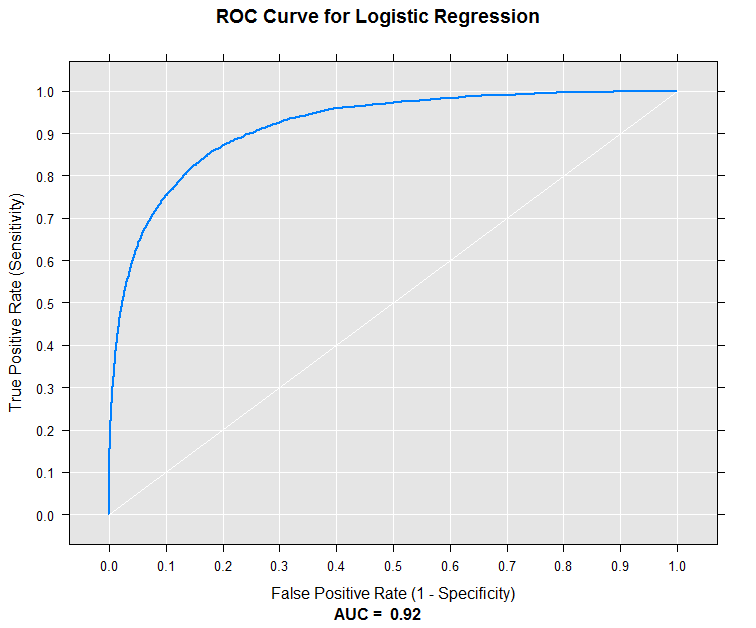 ROC Curve for Logistic Regression
True Positive Rate (Sensitivity)
1.0
0.9
0.8
0.7
0.6
0.5
0.4
0.3
0.2
0.1
0.0
0.0 0.1 0.2 0.3 0.4 0.5 0.6 0.7 0.8 0.9 1.0
False Positive Rate (1 - Specificity)
AUC = 0.92